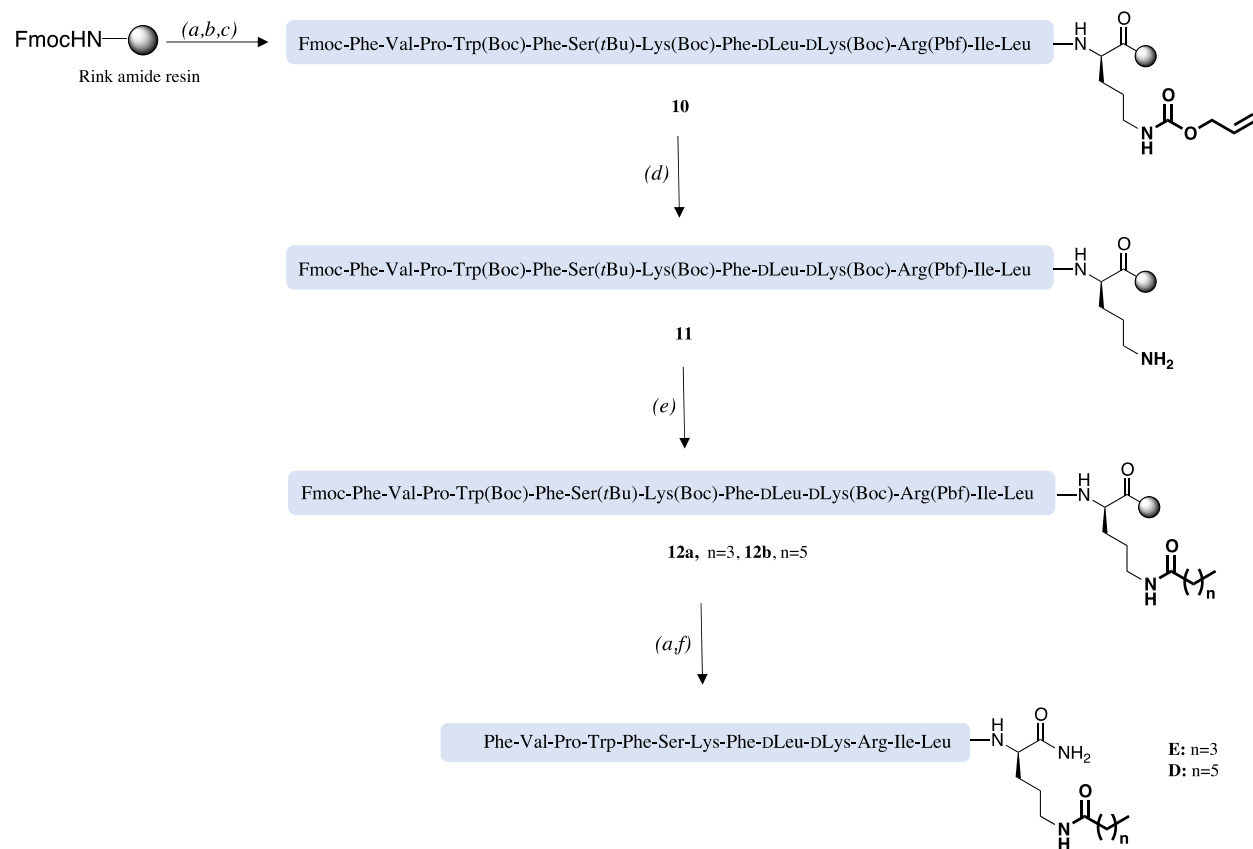 FmocHN
(a,b,c)
Rink amide resin
Fmoc-Phe-Val-Pro-Trp(Boc)-Phe-Ser(tBu)-Lys(Boc)-Phe-DLeu-DLys(Boc)-Arg(Pbf)-Ile-Leu
H
N
O
O
N
H
O
10
(d)
Fmoc-Phe-Val-Pro-Trp(Boc)-Phe-Ser(tBu)-Lys(Boc)-Phe-DLeu-DLys(Boc)-Arg(Pbf)-Ile-Leu
H
N
O
NH2
11
(e)
Fmoc-Phe-Val-Pro-Trp(Boc)-Phe-Ser(tBu)-Lys(Boc)-Phe-DLeu-DLys(Boc)-Arg(Pbf)-Ile-Leu
H
N
O
O
N
H
( )n
12a, n=3, 12b, n=5
(a,f)
Phe-Val-Pro-Trp-Phe-Ser-Lys-Phe-DLeu-DLys-Arg-Ile-Leu
H
N
O
NH2
O
N
H
( )n
E: n=3
D: n=5